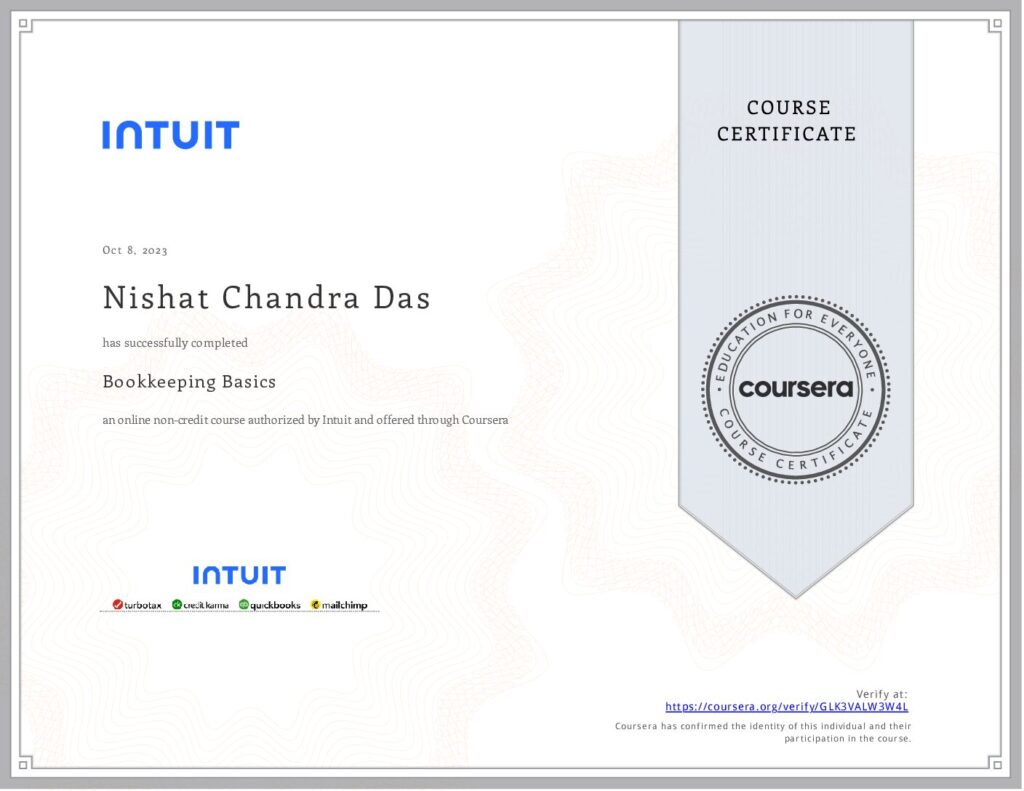 INTUIT
COURSE
CERTIFICATE
Oct 8, 2023
Nishat Chandra Das
has successfully completed
Bookkeeping Basics
an online non-credit course authorized by Intuit and offered through Coursera
EDUCATION FOR EVERYONE
coursera
COURSE CERTIFICATE
INTUIT
turbotax creditkarma quickbooks mailchimp
Verify at:
https://coursera.org/verify/GLK3VALW3W4L
Coursera has confirmed the identity of this individual and their
participation in the course.